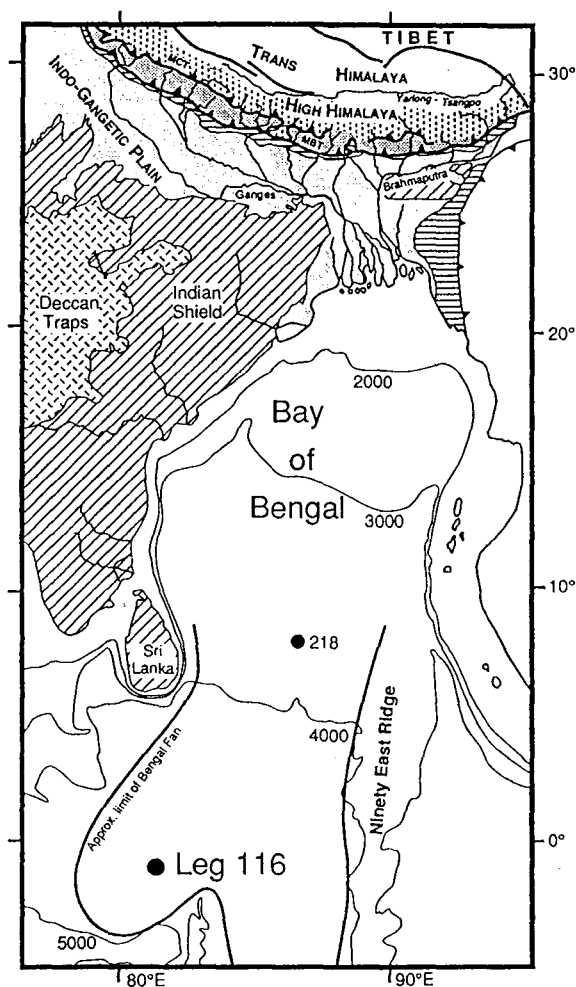 TIBET
TRANS
HIMALAYA
MCT
HIGH HIMALAYA
Yarlong - Tsangpo
MBT
INDO-GANGETIC PLAIN
Ganges
Brahmaputra
30°
Deccan
Traps
Indian
Shield
20°
2000
Bay
of
Bengal
3000
10°
218
Sri
Lanka
4000
Approx. limit of Bengal Fan
Ninety East Ridge
0°
Leg 116
5000
80°E
90°E